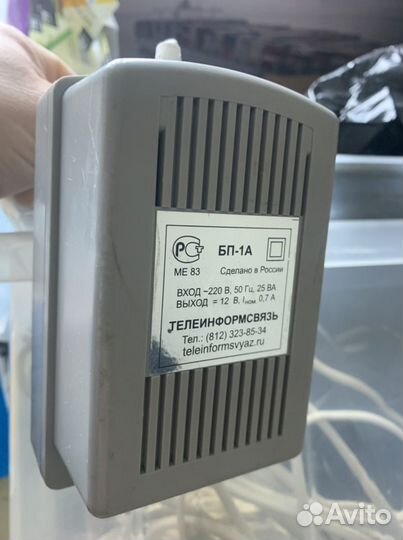 БП-1А
МЕ 83 Сделано в России
ВХОД ~220 В, 50 Гц, 25 ВА
ВЫХОД = 12 В, Iном. 0,7 А
ТЕЛЕИНФОРМСВЯЗЬ
Тел.: (812) 323-85-34
teleinformsvyaz.ru
Avito